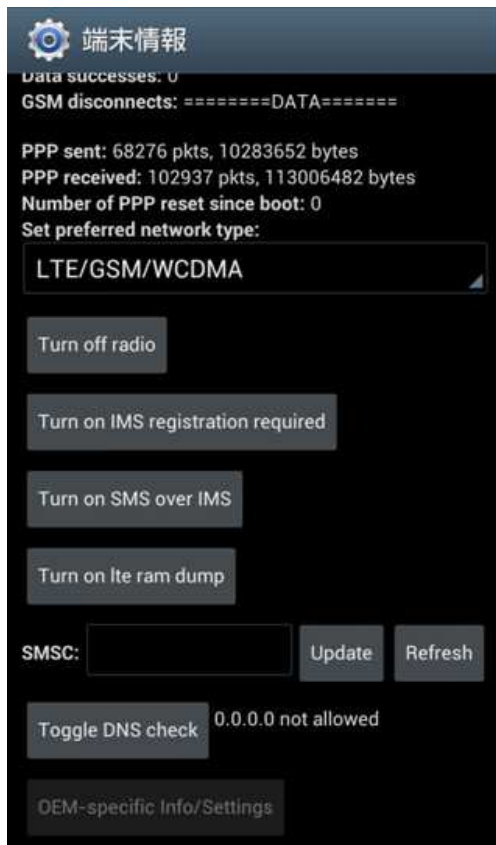 端末情報
Data successes: 0
GSM disconnects: ========DATA=======
PPP sent: 68276 pkts, 10283652 bytes
PPP received: 102937 pkts, 113006482 bytes
Number of PPP reset since boot: 0
Set preferred network type:
LTE/GSM/WCDMA
Turn off radio
Turn on IMS registration required
Turn on SMS over IMS
Turn on lte ram dump
SMSC: Update Refresh
Toggle DNS check 0.0.0.0 not allowed
OEM-specific Info/Settings